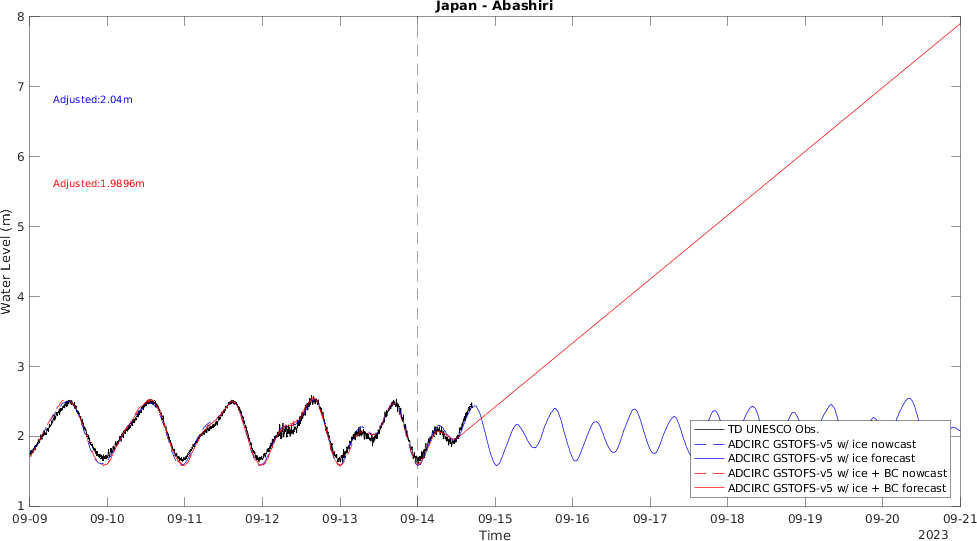 Japan - Abashiri
8
7
6
5
4
3
2
1
Water Level (m)
Adjusted:2.04m
Adjusted:1.9896m
TD UNESCO Obs.
ADCIRC GSTOFS-v5 w/ ice nowcast
ADCIRC GSTOFS-v5 w/ ice forecast
ADCIRC GSTOFS-v5 w/ ice + BC nowcast
ADCIRC GSTOFS-v5 w/ ice + BC forecast
09-09 09-10 09-11 09-12 09-13 09-14 09-15 09-16 09-17 09-18 09-19 09-20 09-21
Time
2023